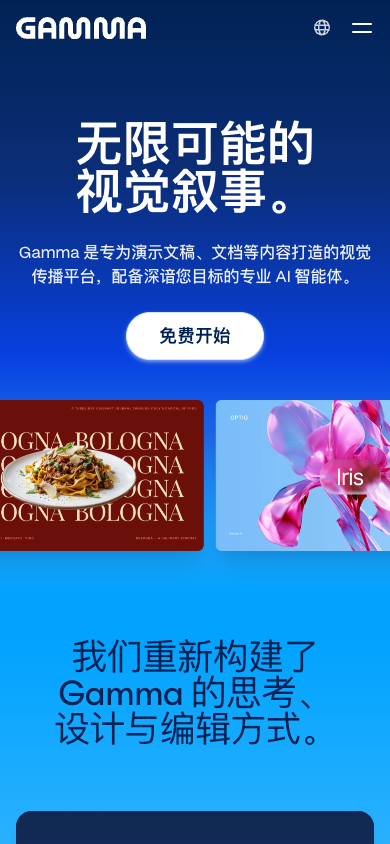 GAMMA
无限可能的
视觉叙事。
Gamma 是专为演示文稿、文档等内容打造的视觉
传播平台，配备深谙您目标的专业 AI 智能体。
免费开始
OGNA BOLOGNA
OGNA BOLOGNA
OGNA BOLOGNA
OGNA BOLOGNA
OPTIQ
Iris
我们重新构建了
Gamma 的思考、
设计与编辑方式。